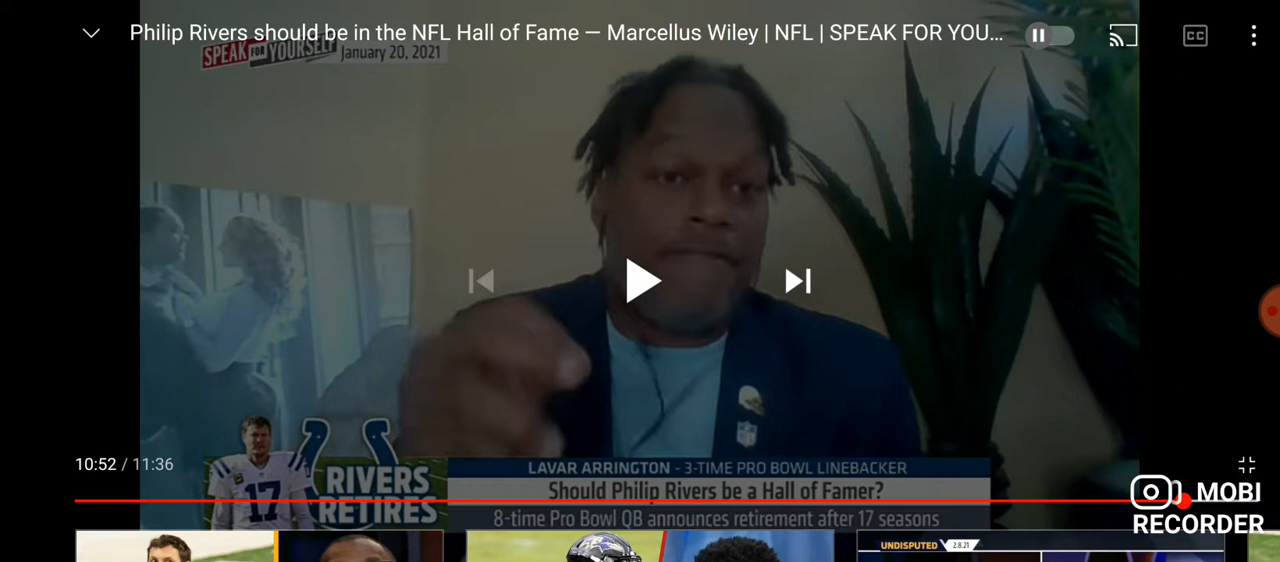 Philip Rivers should be in the NFL Hall of Fame — Marcellus Wiley | NFL | SPEAK FOR YOU...
CC
SPEAK FOR YOURSELF January 20, 2021
10:52 / 11:36
17
RIVERS
RETIRES
LAVAR ARRINGTON - 3-TIME PRO BOWL LINEBACKER
Should Philip Rivers be a Hall of Famer?
8-time Pro Bowl QB announces retirement after 17 seasons
MOBI
RECORDER
UNDISPUTED 2.8.21